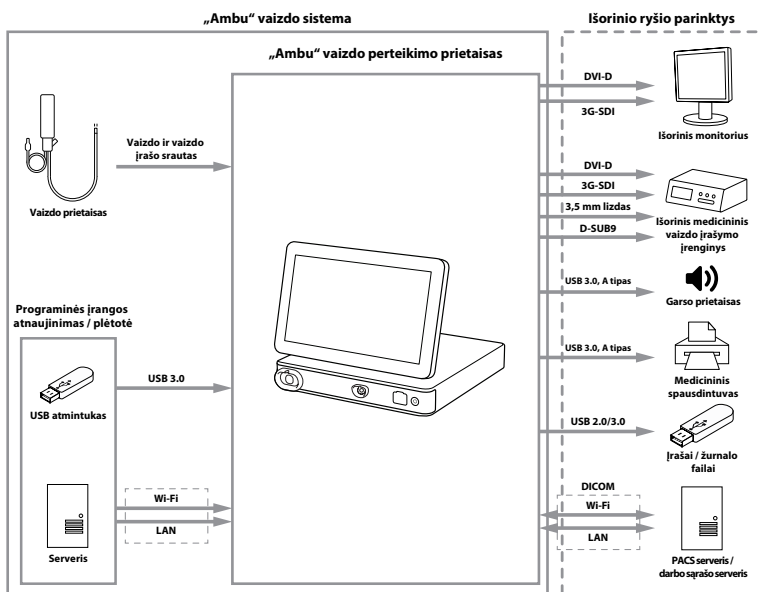 „Ambu“ vaizdo sistema
Išorinio ryšio parinktys
„Ambu“ vaizdo perteikimo prietaisas
Vaizdo ir vaizdo
įrašo srautas
Vaizdo prietaisas
Programinės įrangos
atnaujinimas / plėtotė
USB atmintukas
USB 3.0
Serveris
Wi-Fi
LAN
DVI-D
3G-SDI
Išorinis monitorius
DVI-D
3G-SDI
3,5 mm lizdas
D-SUB9
Išorinis medicininis
vaizdo įrašymo
įrenginys
USB 3.0, A tipas
Garso prietaisas
USB 3.0, A tipas
Medicininis
spausdintuvas
USB 2.0/3.0
Įrašai / žurnalo
failai
DICOM
Wi-Fi
LAN
PACS serveris /
darbo sąrašo serveris